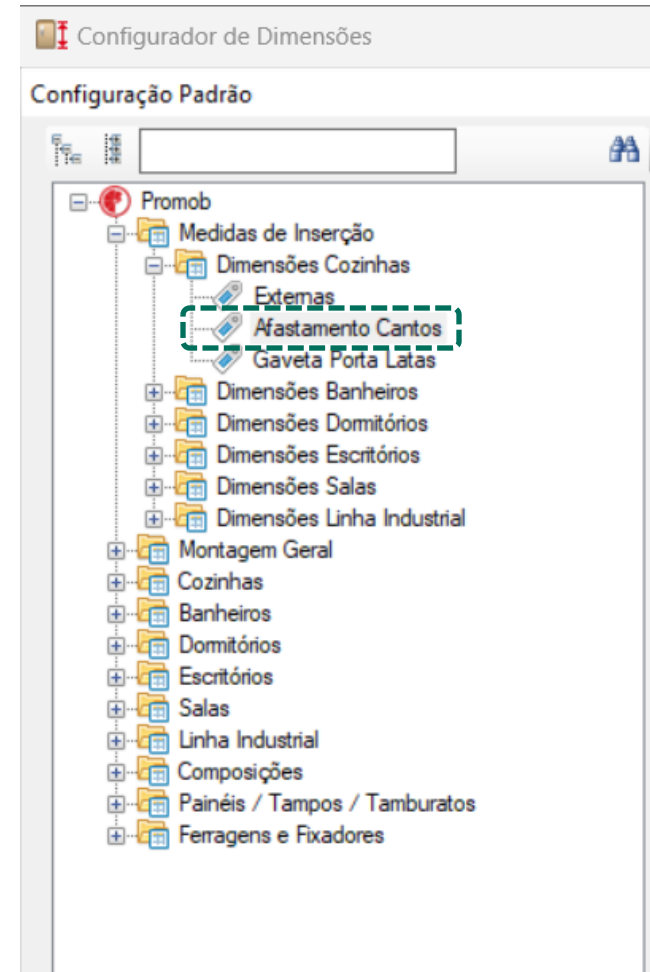 Configurador de Dimensões
Configuração Padrão
Promob
Medidas de Inserção
Dimensões Cozinhas
Externas
Afastamento Cantos
Gaveta Porta Latas
Dimensões Banheiros
Dimensões Dormitórios
Dimensões Escritórios
Dimensões Salas
Dimensões Linha Industrial
Montagem Geral
Cozinhas
Banheiros
Dormitórios
Escritórios
Salas
Linha Industrial
Composições
Painéis / Tampos / Tamburatos
Ferragens e Fixadores